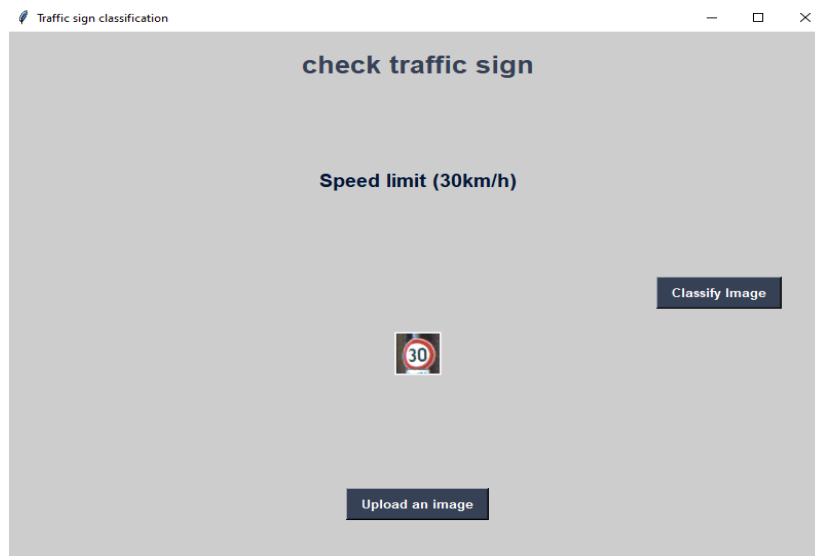 Traffic sign classification
check traffic sign
Speed limit (30km/h)
Classify Image
30
Upload an image